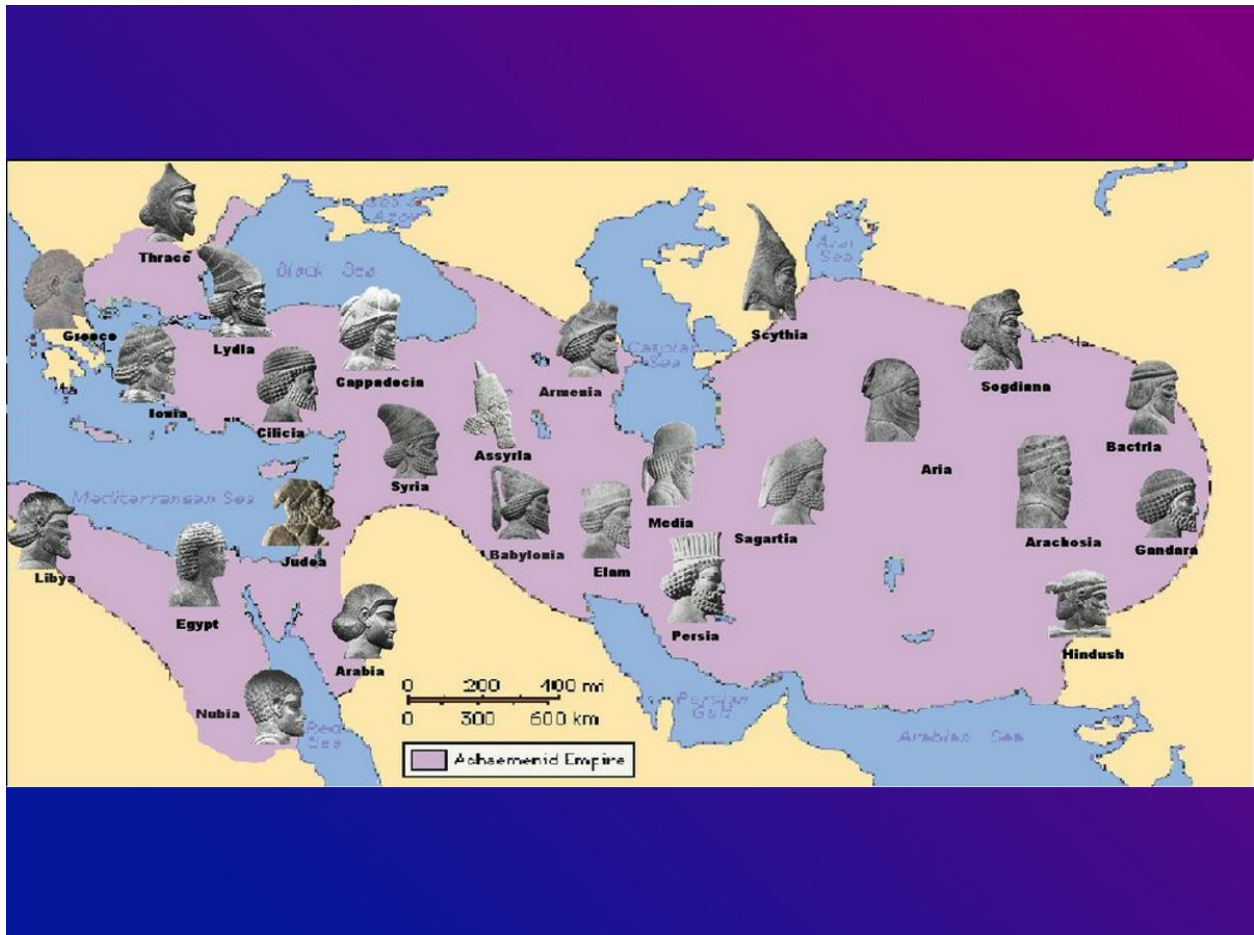 Thrace
Black Sea
Aral
Sea
Greece
Lydia
Scythia
Caspian
Sea
Ionia
Cappadocia
Armenia
Sogdiana
Cilicia
Bactria
Assyria
Aria
Syria
Mediterranean Sea
Media
Sagartia
Arachosia
Gandara
Babylonia
Elam
Judea
Libya
Egypt
Persia
Hindush
Arabia
0 200 400 mi
0 300 600 km
Nubia
Red
Sea
Persian
Gulf
Arabian Sea
Achaemenid Empire